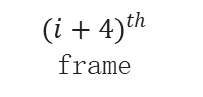 (i + 4)^{th}
frame